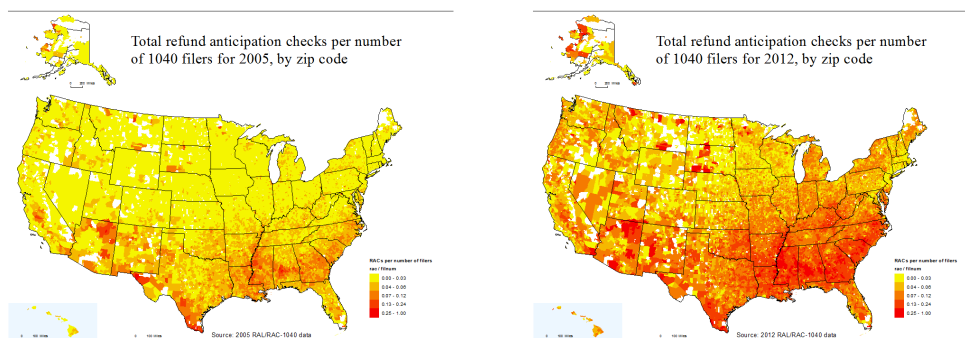 Total refund anticipation checks per number
of 1040 filers for 2005, by zip code
RACs per number of filers
rac / filnum
0.00 - 0.03
0.04 - 0.06
0.07 - 0.12
0.13 - 0.24
0.25 - 1.00
Source: 2005 RAL/RAC-1040 data
Total refund anticipation checks per number
of 1040 filers for 2012, by zip code
RACs per number of filers
rac / filnum
0.00 - 0.03
0.04 - 0.06
0.07 - 0.12
0.13 - 0.24
0.25 - 1.00
Source: 2012 RAL/RAC-1040 data